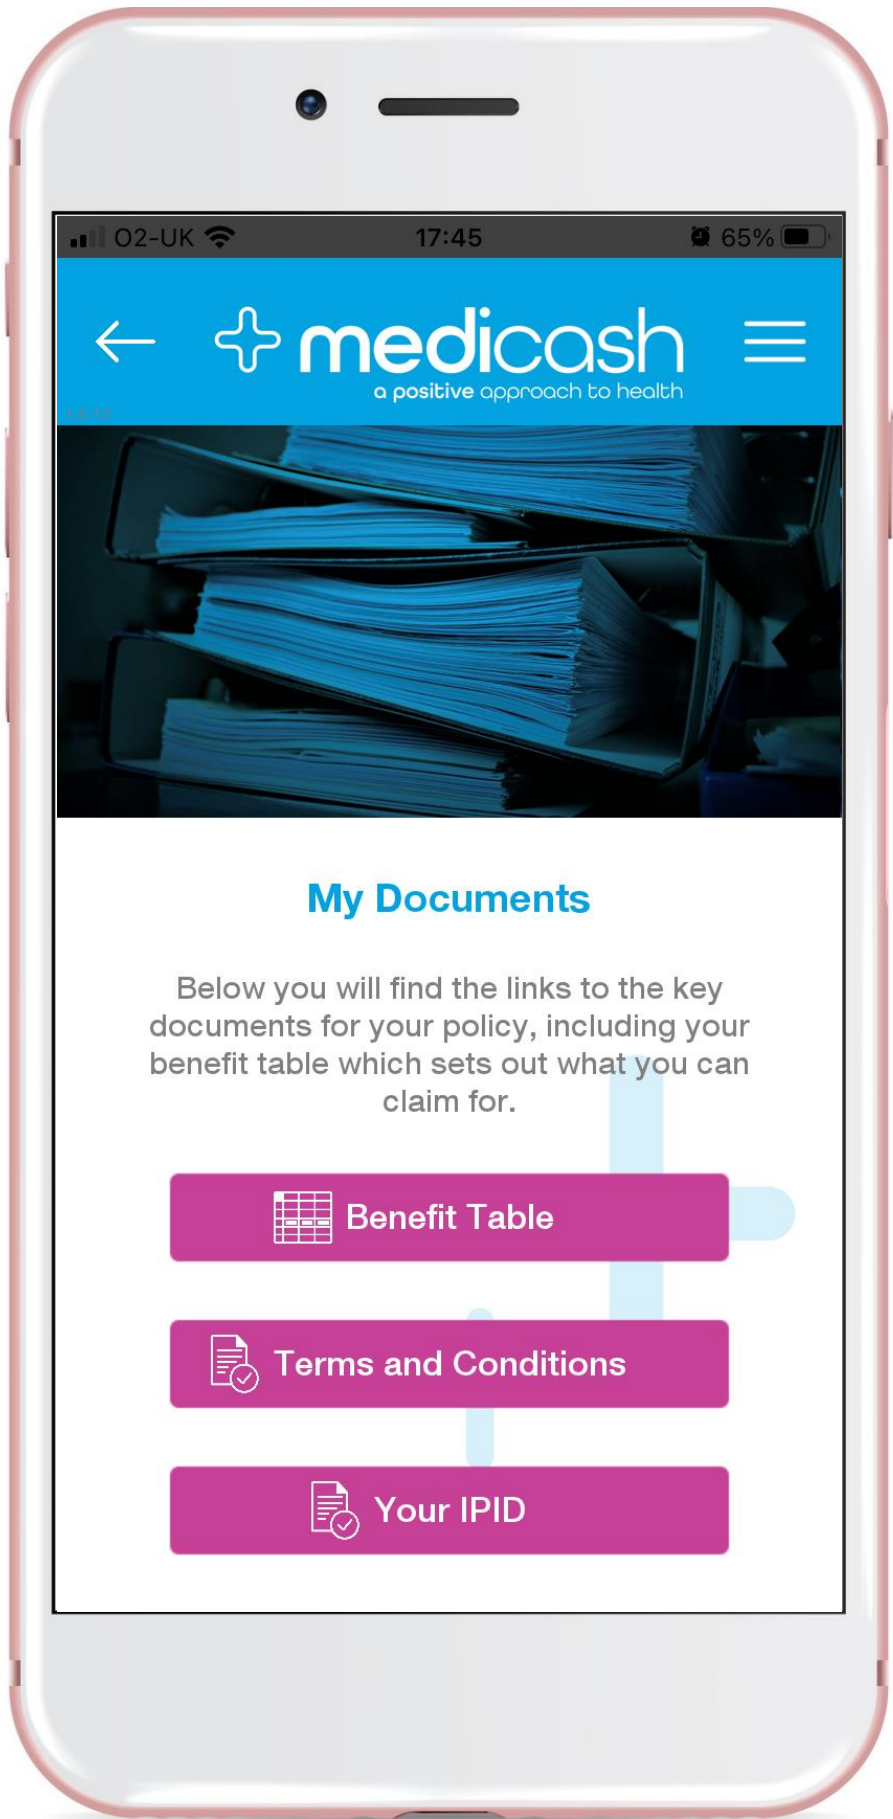 O2-UK 17:45 65%
medicash
a positive approach to health
My Documents
Below you will find the links to the key
documents for your policy, including your
benefit table which sets out what you can
claim for.
Benefit Table
Terms and Conditions
Your IPID